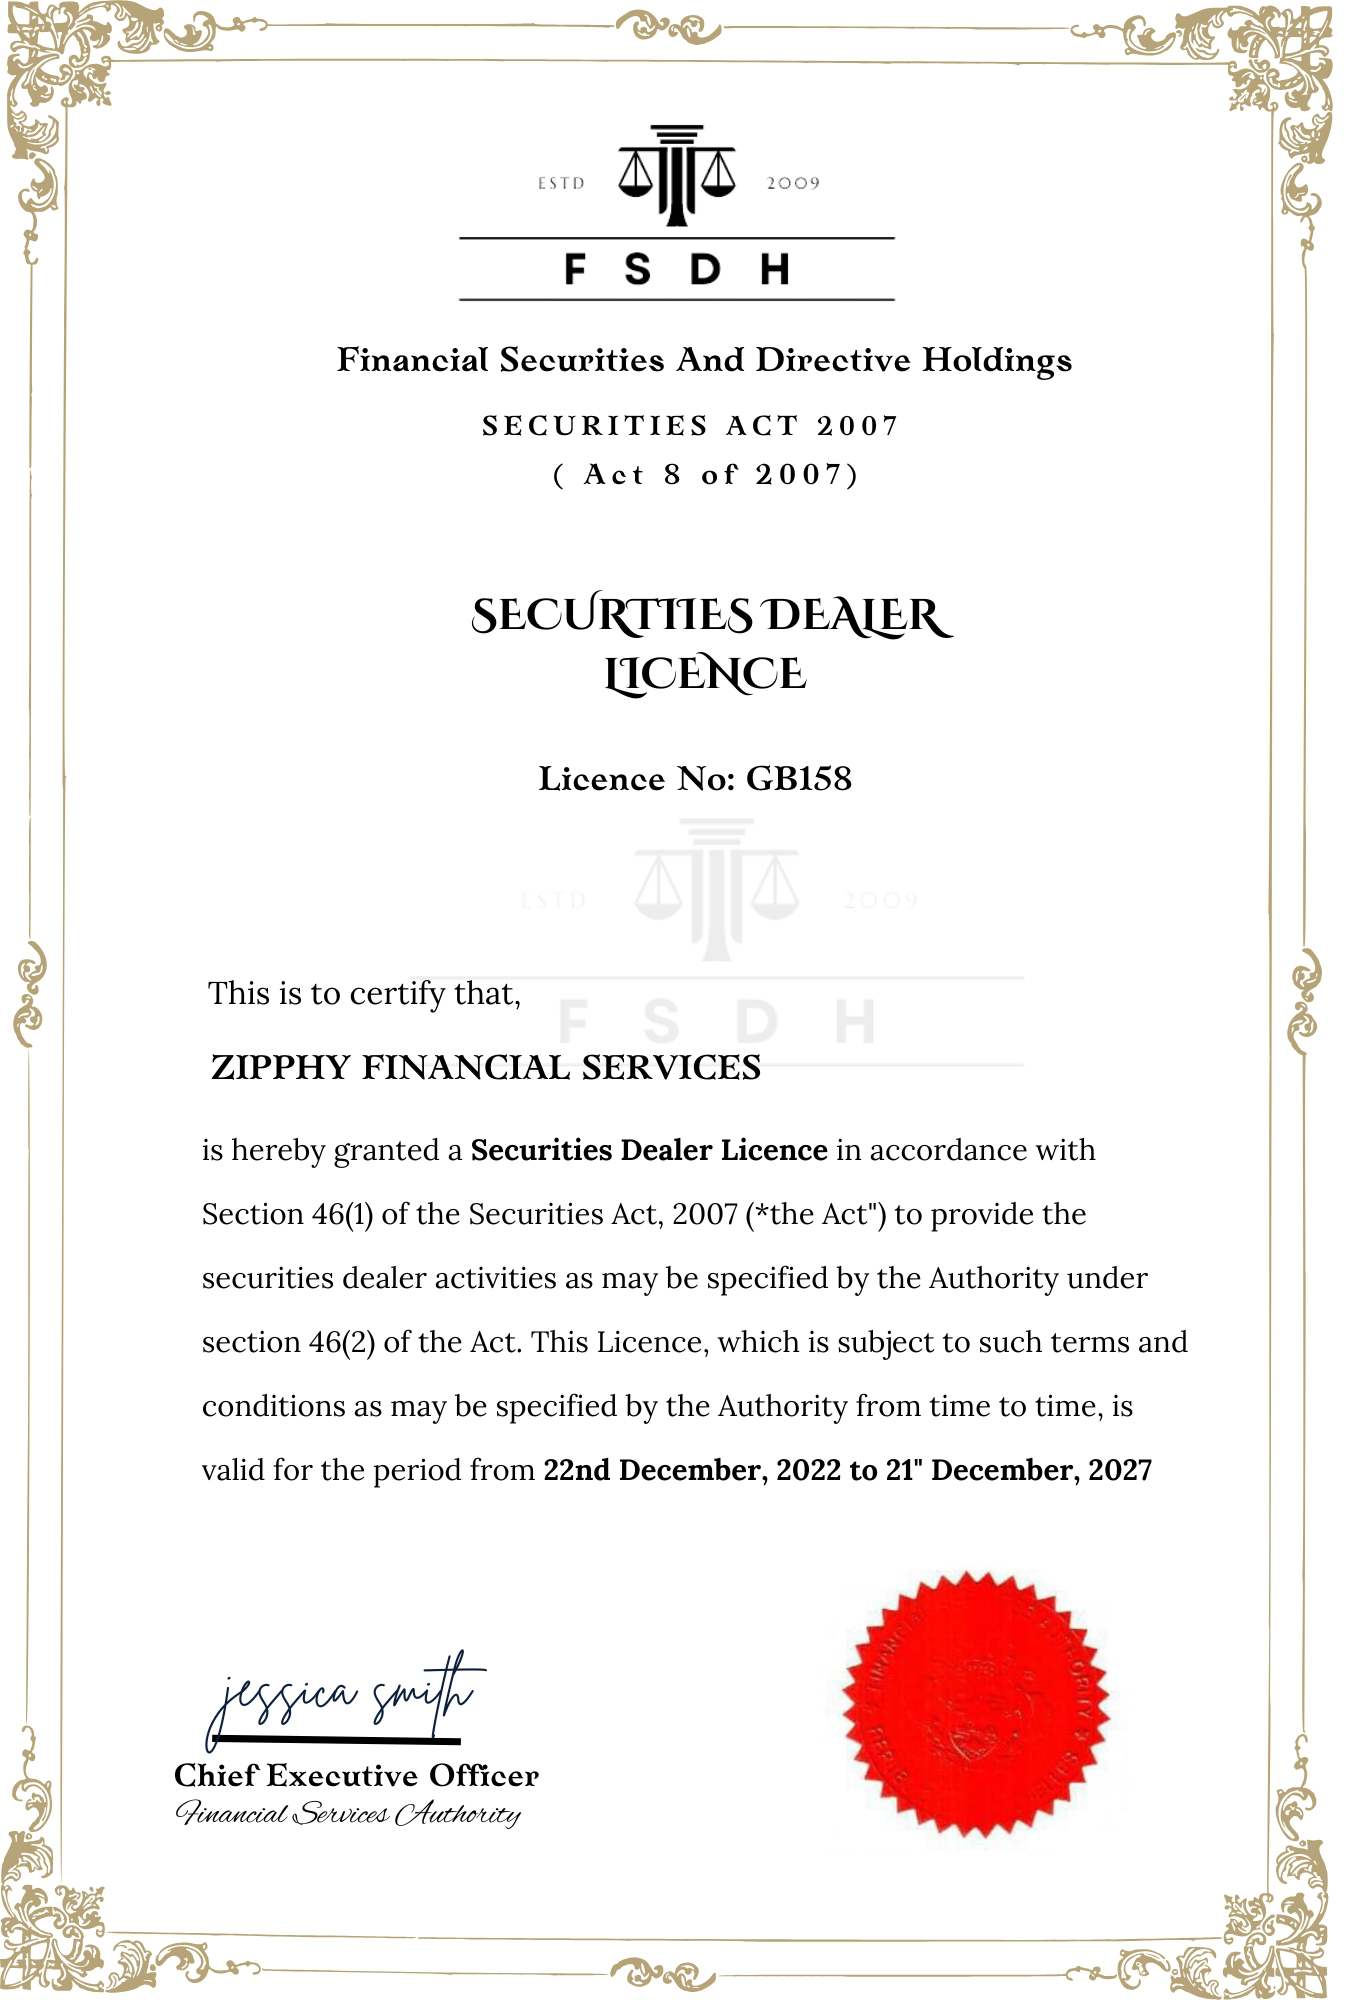 ESTD 2009
F S D H
Financial Securities And Directive Holdings
SECURITIES ACT 2007
( Act 8 of 2007)
SECURTIIES DEALER
LICENCE
Licence No: GB158
ESTD 2009
This is to certify that,
F S D H
ZIPPHY FINANCIAL SERVICES
is hereby granted a Securities Dealer Licence in accordance with
Section 46(1) of the Securities Act, 2007 (*the Act") to provide the
securities dealer activities as may be specified by the Authority under
section 46(2) of the Act. This Licence, which is subject to such terms and
conditions as may be specified by the Authority from time to time, is
valid for the period from 22nd December, 2022 to 21" December, 2027
jessica smith
Chief Executive Officer
Financial Services Authority